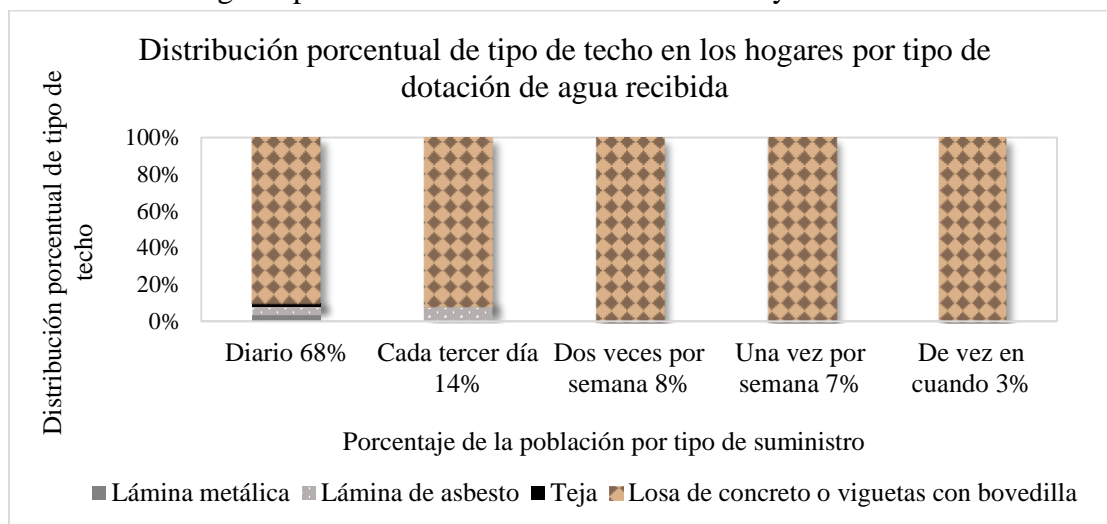 Distribución porcentual de tipo de techo en los hogares por tipo de
dotación de agua recibida
Distribución porcentual de tipo de
techo
100%
80%
60%
40%
20%
0%
Diario 68%
Cada tercer día
14%
Dos veces por
semana 8%
Una vez por
semana 7%
De vez en
cuando 3%
Porcentaje de la población por tipo de suministro
Lámina metálica
Lámina de asbesto
Teja
Losa de concreto o viguetas con bovedilla